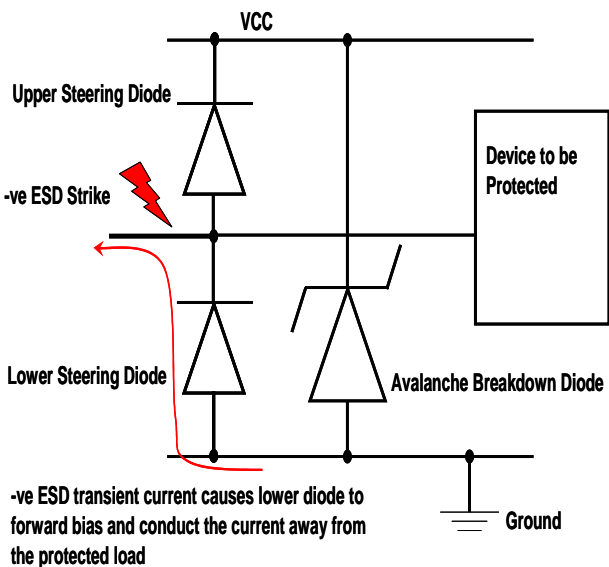 VCC
Upper Steering Diode
Device to be
Protected
-ve ESD Strike
Lower Steering Diode
Avalanche Breakdown Diode
-ve ESD transient current causes lower diode to
forward bias and conduct the current away from
the protected load
Ground